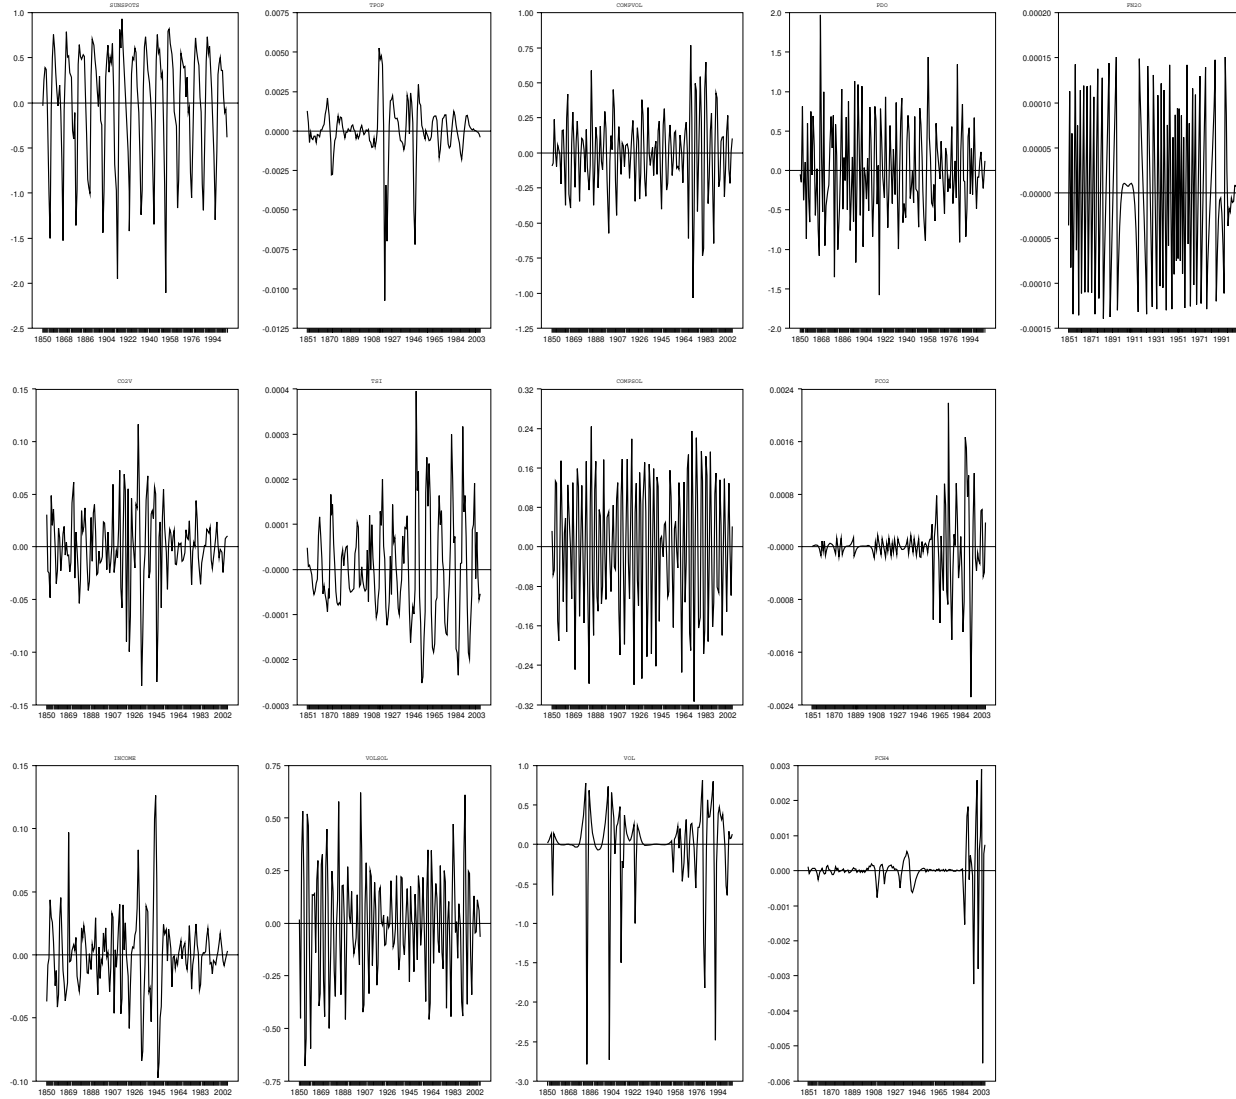 SUNSPOTS TPOP COMPVOL PDO FN2O
1.0 0.5 0.0 -0.5 -1.0 -1.5 -2.0 -2.5
1850 1868 1886 1904 1922 1940 1958 1976 1994
0.0075 0.0050 0.0025 0.0000 -0.0025 -0.0050 -0.0075 -0.0100 -0.0125
1851 1870 1889 1908 1927 1946 1965 1984 2003
1.00 0.75 0.50 0.25 0.00 -0.25 -0.50 -0.75 -1.00 -1.25
1850 1869 1888 1907 1926 1945 1964 1983 2002
2.0 1.5 1.0 0.5 0.0 -0.5 -1.0 -1.5 -2.0
1850 1868 1886 1904 1922 1940 1958 1976 1994
0.00020 0.00015 0.00010 0.00005 -0.00000 -0.00005 -0.00010 -0.00015
1851 1871 1891 1911 1931 1951 1971 1991
CO2V TSI COMPSOL FCO2
0.15 0.10 0.05 0.00 -0.05 -0.10 -0.15
1850 1869 1888 1907 1926 1945 1964 1983 2002
0.0004 0.0003 0.0002 0.0001 0.0000 -0.0001 -0.0002 -0.0003
1851 1870 1889 1908 1927 1946 1965 1984 2003
0.32 0.24 0.16 0.08 0.00 -0.08 -0.16 -0.24 -0.32
1850 1869 1888 1907 1926 1945 1964 1983 2002
0.0024 0.0016 0.0008 -0.0000 -0.0008 -0.0016 -0.0024
1851 1870 1889 1908 1927 1946 1965 1984 2003
INCOME VOLSOL VOL FCH4
0.15 0.10 0.05 0.00 -0.05 -0.10
1850 1869 1888 1907 1926 1945 1964 1983 2002
0.75 0.50 0.25 0.00 -0.25 -0.50 -0.75
1850 1869 1888 1907 1926 1945 1964 1983 2002
1.0 0.5 0.0 -0.5 -1.0 -1.5 -2.0 -2.5 -3.0
1850 1868 1886 1904 1922 1940 1958 1976 1994
0.003 0.002 0.001 0.000 -0.001 -0.002 -0.003 -0.004 -0.005 -0.006
1851 1870 1889 1908 1927 1946 1965 1984 2003